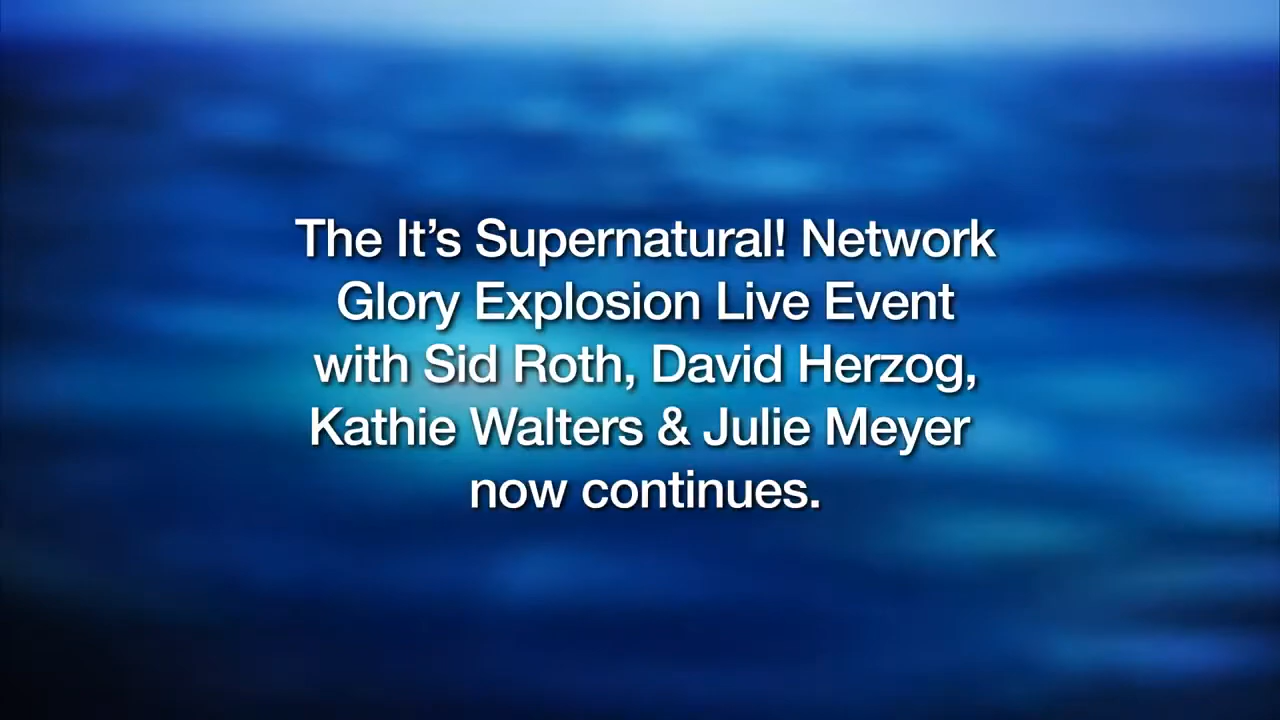 The It’s Supernatural! Network
Glory Explosion Live Event
with Sid Roth, David Herzog,
Kathie Walters & Julie Meyer
now continues.